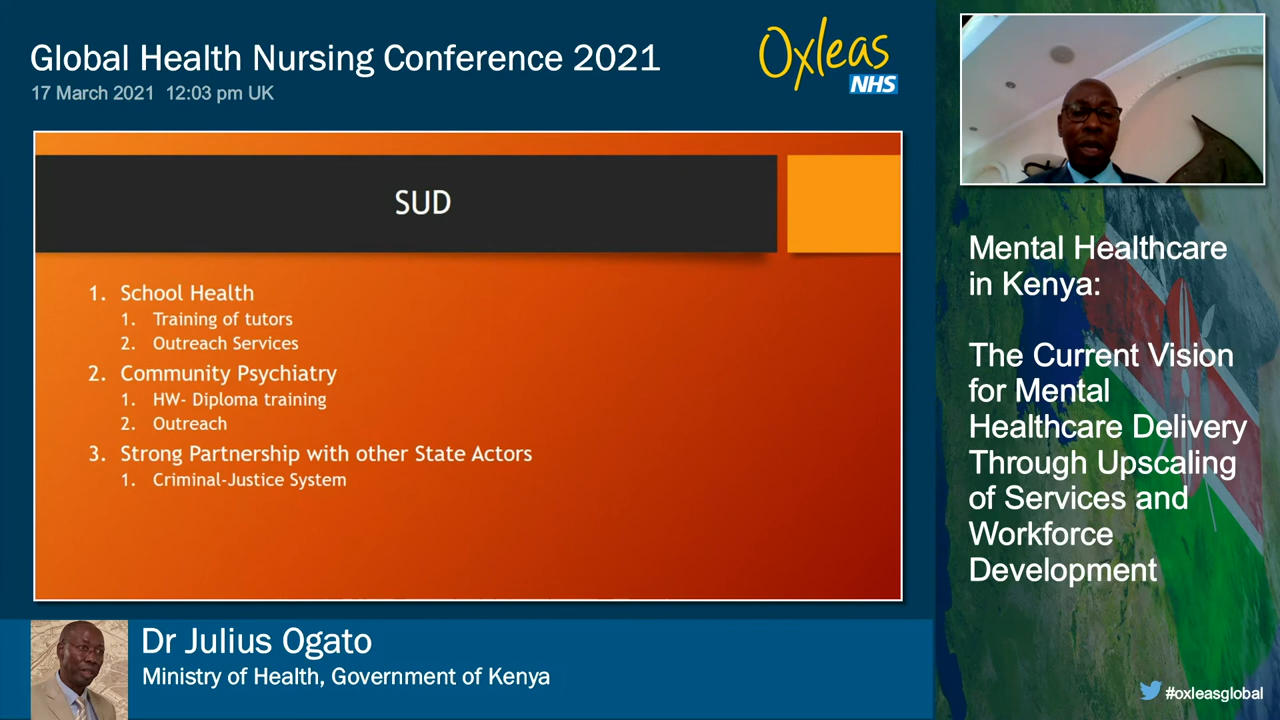 Global Health Nursing Conference 2021
17 March 2021 12:03 pm UK
Oxleas
NHS
SUD
1. School Health
1. Training of tutors
2. Outreach Services
2. Community Psychiatry
1. HW- Diploma training
2. Outreach
3. Strong Partnership with other State Actors
1. Criminal-Justice System
Mental Healthcare
in Kenya:
The Current Vision
for Mental
Healthcare Delivery
Through Upscaling
of Services and
Workforce
Development
Dr Julius Ogato
Ministry of Health, Government of Kenya
#oxleasglobal